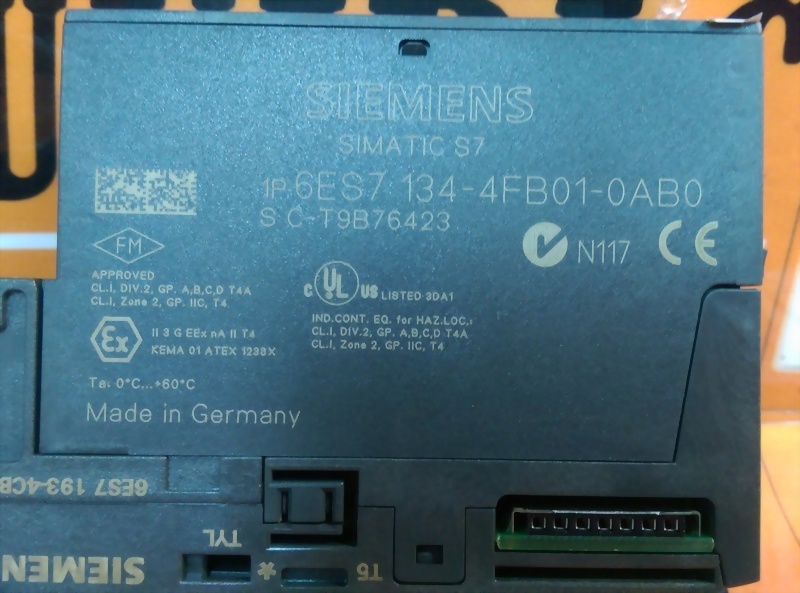 SIEMENS
SIMATIC S7
1P 6ES7 134-4FB01-0AB0
S C-T9B76423
N117 CE
FM
APPROVED
CL.I, DIV.2, GP. A,B,C,D T4A
CL.I, Zone 2, GP. IIC, T4
C UL US LISTED 3DA1
IND.CONT. EQ. for HAZ.LOC.:
CL.I, DIV.2, GP. A,B,C,D T4A
CL.I, Zone 2, GP. IIC, T4
Ex II 3 G EEx nA II T4
KEMA 01 ATEX 1238X
Ta: 0°C...+60°C
Made in Germany
6ES7 193-4CB
TYL
T6
SIEMENS